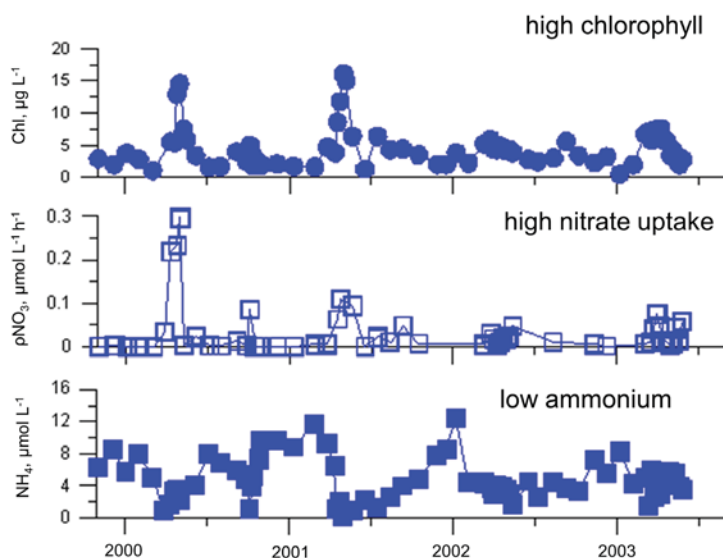 high chlorophyll
20
15
10
5
0
Chl, µg L-1
high nitrate uptake
0.3
0.2
0.1
0
ρNO3, µmol L-1 h-1
low ammonium
16
12
8
4
0
NH4, µmol L-1
2000 2001 2002 2003